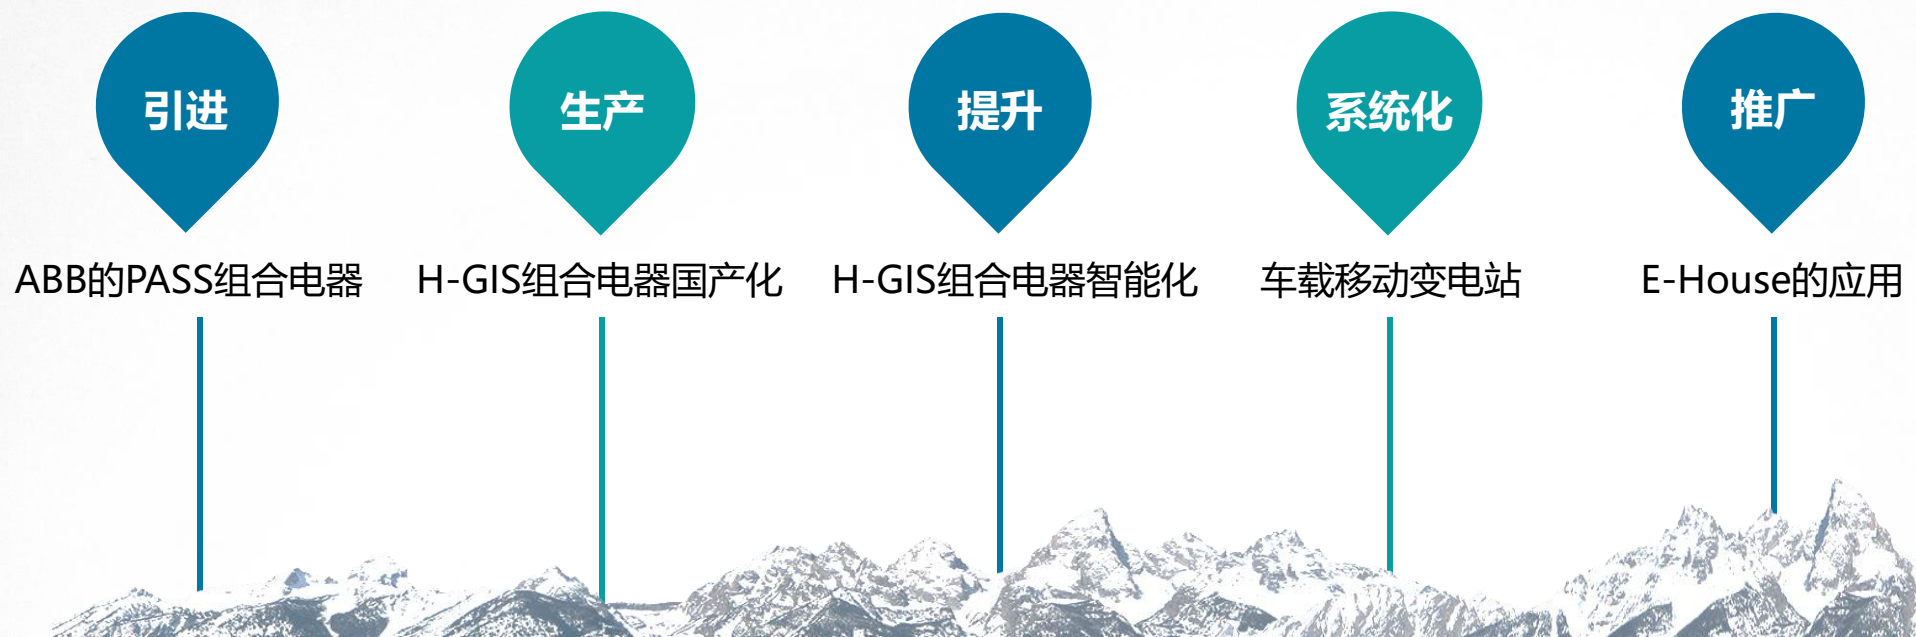 引进
生产
提升
系统化
推广
ABB的PASS组合电器
H-GIS组合电器国产化
H-GIS组合电器智能化
车载移动变电站
E-House的应用